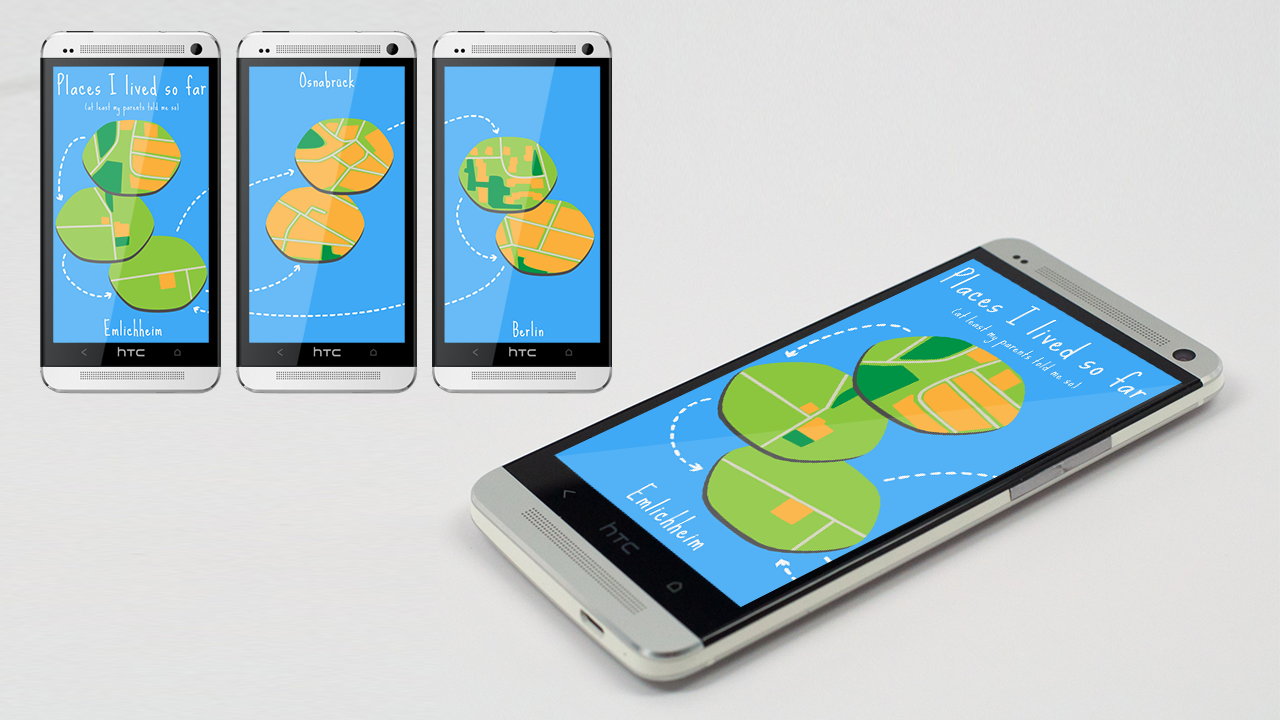 Places I lived so far
(at least my parents told me so)
Emlichheim
hTC
Osnabrück
hTC
Berlin
hTC
Places I lived so far
(at least my parents told me so)
Emlichheim
hTC